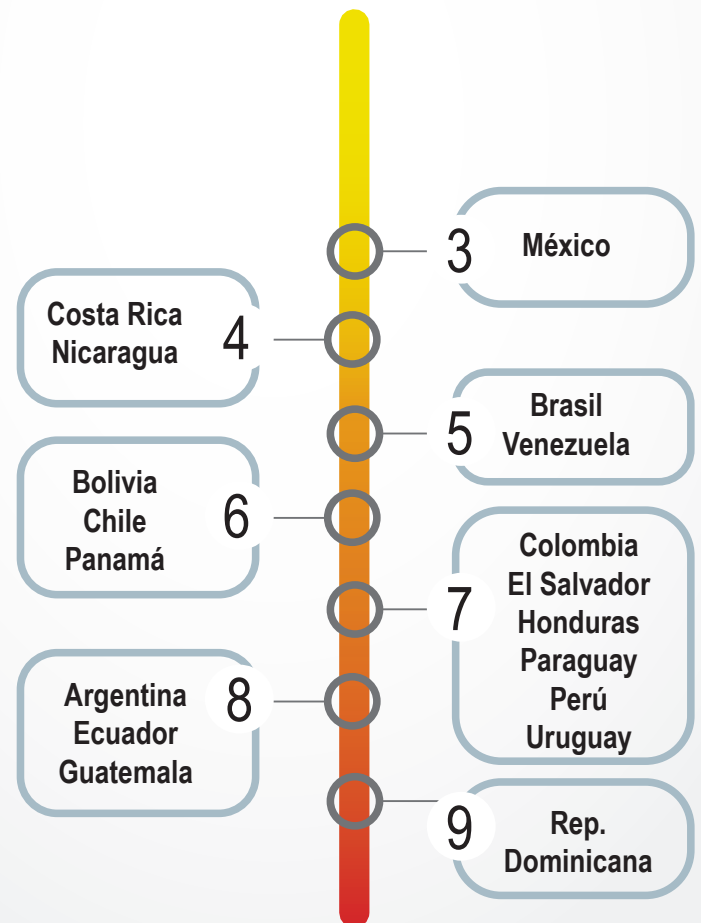 3
México
4
Costa Rica
Nicaragua
5
Brasil
Venezuela
6
Bolivia
Chile
Panamá
7
Colombia
El Salvador
Honduras
Paraguay
Perú
Uruguay
8
Argentina
Ecuador
Guatemala
9
Rep.
Dominicana